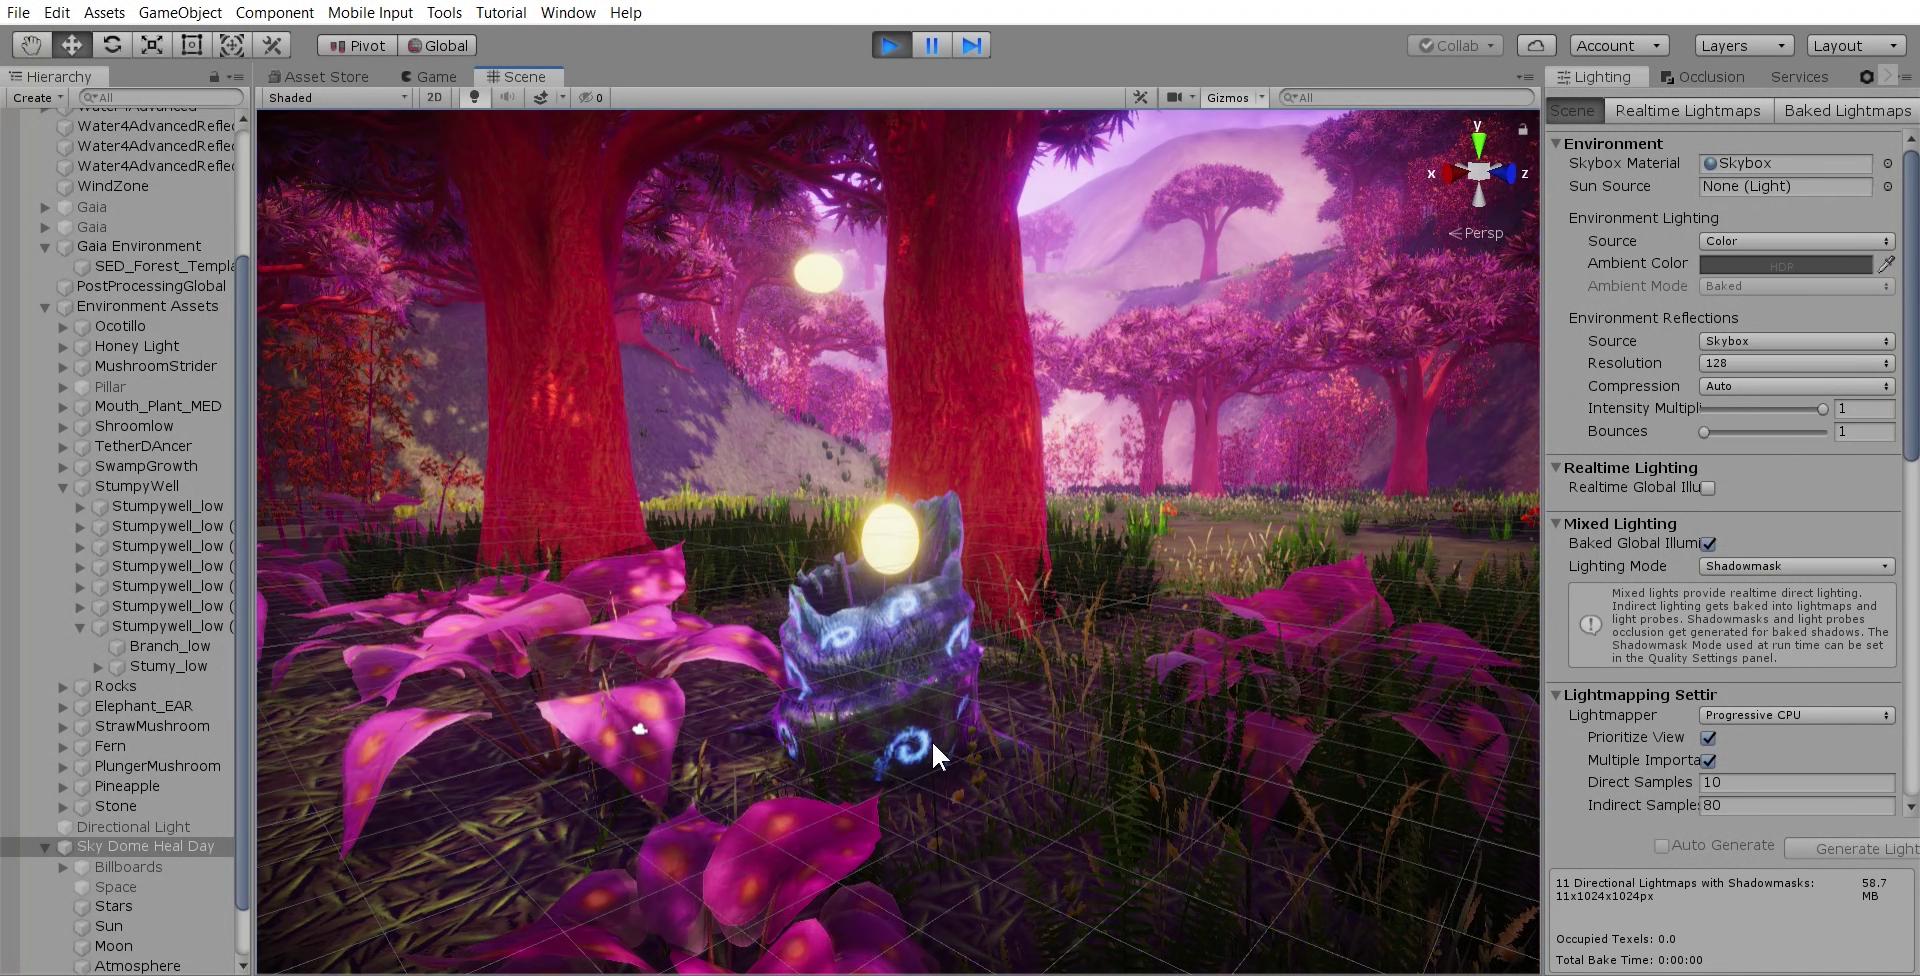 File Edit Assets GameObject Component Mobile Input Tools Tutorial Window Help
Pivot Global Collab Account Layers Layout
Hierarchy Asset Store Game Scene Lighting Occlusion Services
Create All Shaded 2D 0 Gizmos All
Scene Realtime Lightmaps Baked Lightmaps
Water4AdvancedReflec
Water4AdvancedReflec
Water4AdvancedReflec
WindZone
Gaia
Gaia
Gaia Environment
SED_Forest_Templa
PostProcessingGlobal
Environment Assets
Ocotillo
Honey Light
MushroomStrider
Pillar
Mouth_Plant_MED
Shroomlow
TetherDAncer
SwampGrowth
StumpyWell
Stumpywell_low
Stumpywell_low (
Stumpywell_low (
Stumpywell_low (
Stumpywell_low (
Stumpywell_low (
Stumpywell_low (
Branch_low
Stumy_low
Rocks
Elephant_EAR
StrawMushroom
Fern
PlungerMushroom
Pineapple
Stone
Directional Light
Sky Dome Heal Day
Billboards
Space
Stars
Sun
Moon
Atmosphere
y
x z
Persp
Environment
Skybox Material Skybox
Sun Source None (Light)
Environment Lighting
Source Color
Ambient Color HDR
Ambient Mode Baked
Environment Reflections
Source Skybox
Resolution 128
Compression Auto
Intensity Multipl 1
Bounces 1
Realtime Lighting
Realtime Global Illu
Mixed Lighting
Baked Global Illumi
Lighting Mode Shadowmask
Mixed lights provide realtime direct lighting.
Indirect lighting gets baked into lightmaps and
light probes. Shadowmasks and light probes
occlusion get generated for baked shadows. The
Shadowmask Mode used at run time can be set
in the Quality Settings panel.
Lightmapping Settir
Lightmapper Progressive CPU
Prioritize View
Multiple Importa
Direct Samples 10
Indirect Sample 80
Auto Generate Generate Light
11 Directional Lightmaps with Shadowmasks: 58.7
11x1024x1024px MB
Occupied Texels: 0.0
Total Bake Time: 0:00:00